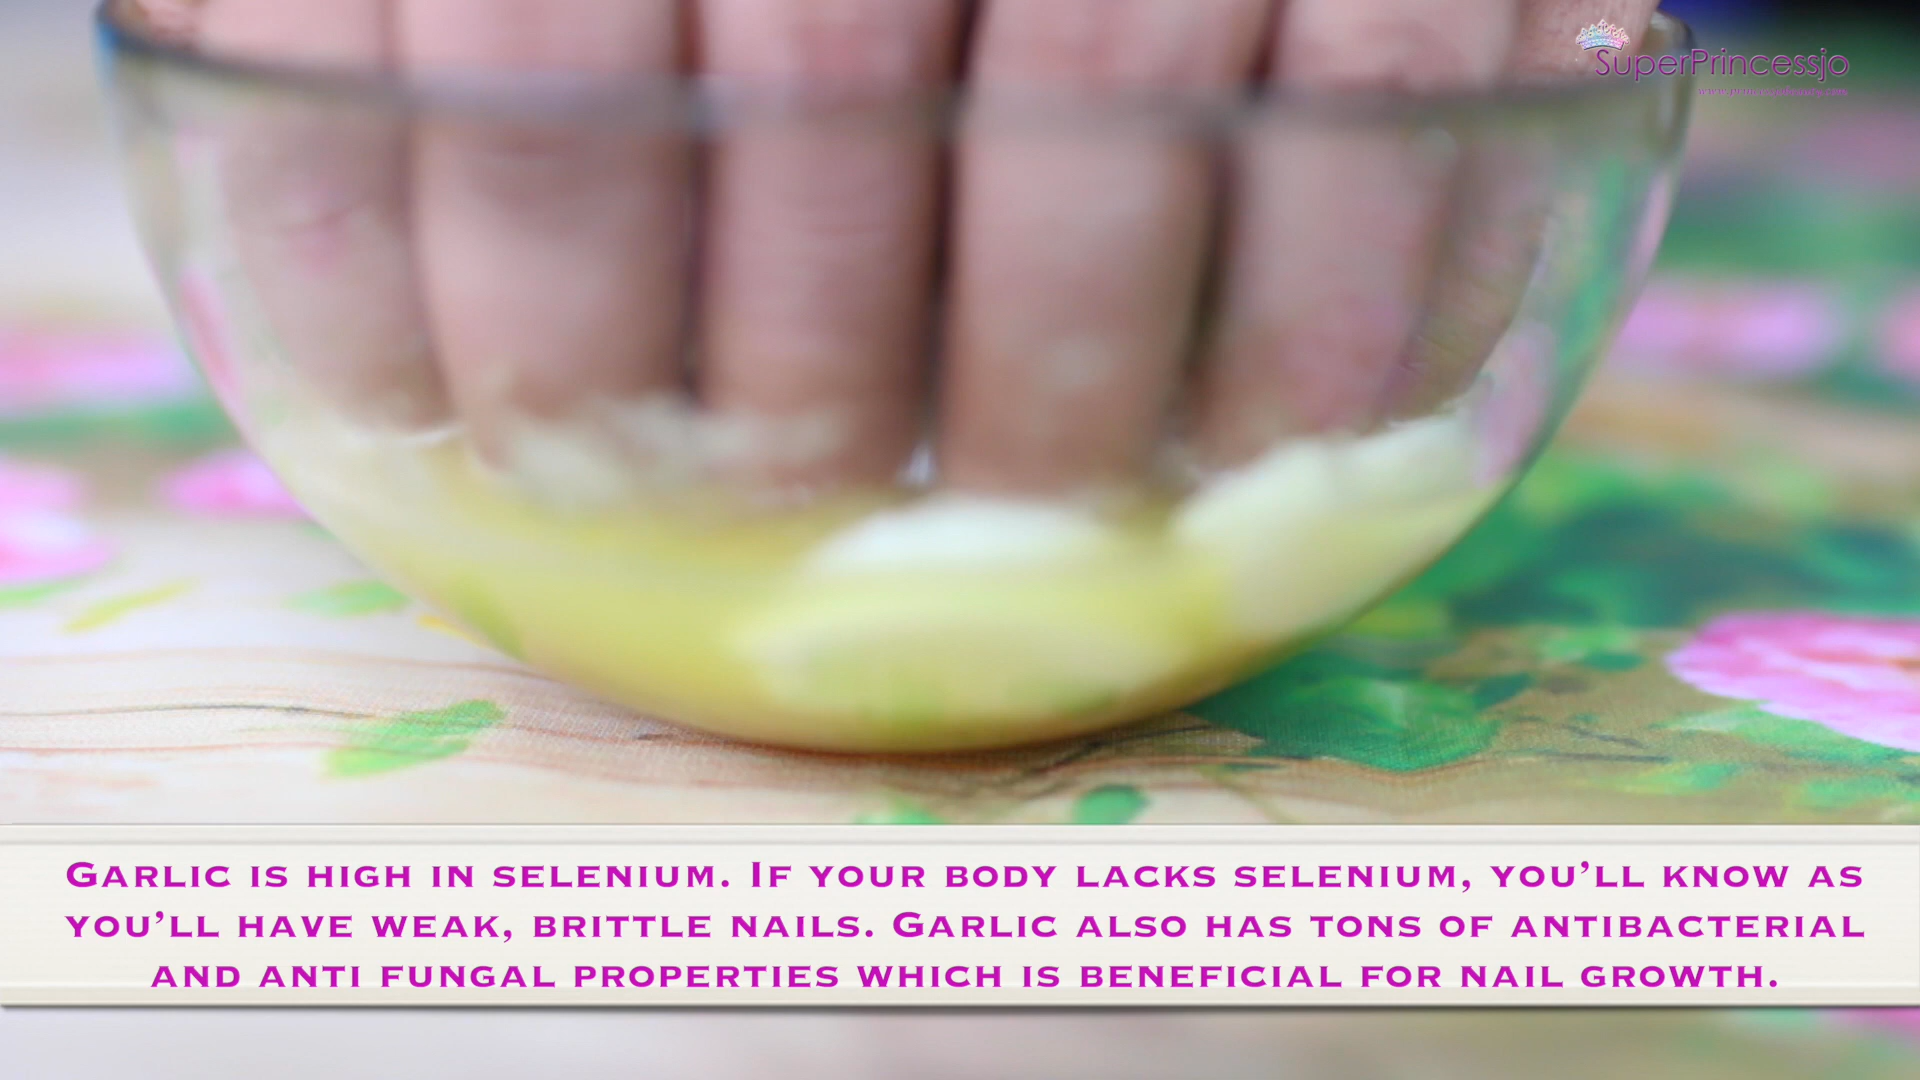 SuperPrincessjo
Garlic is high in selenium. If your body lacks selenium, you'll know as
you'll have weak, brittle nails. Garlic also has tons of antibacterial
and anti fungal properties which is beneficial for nail growth.